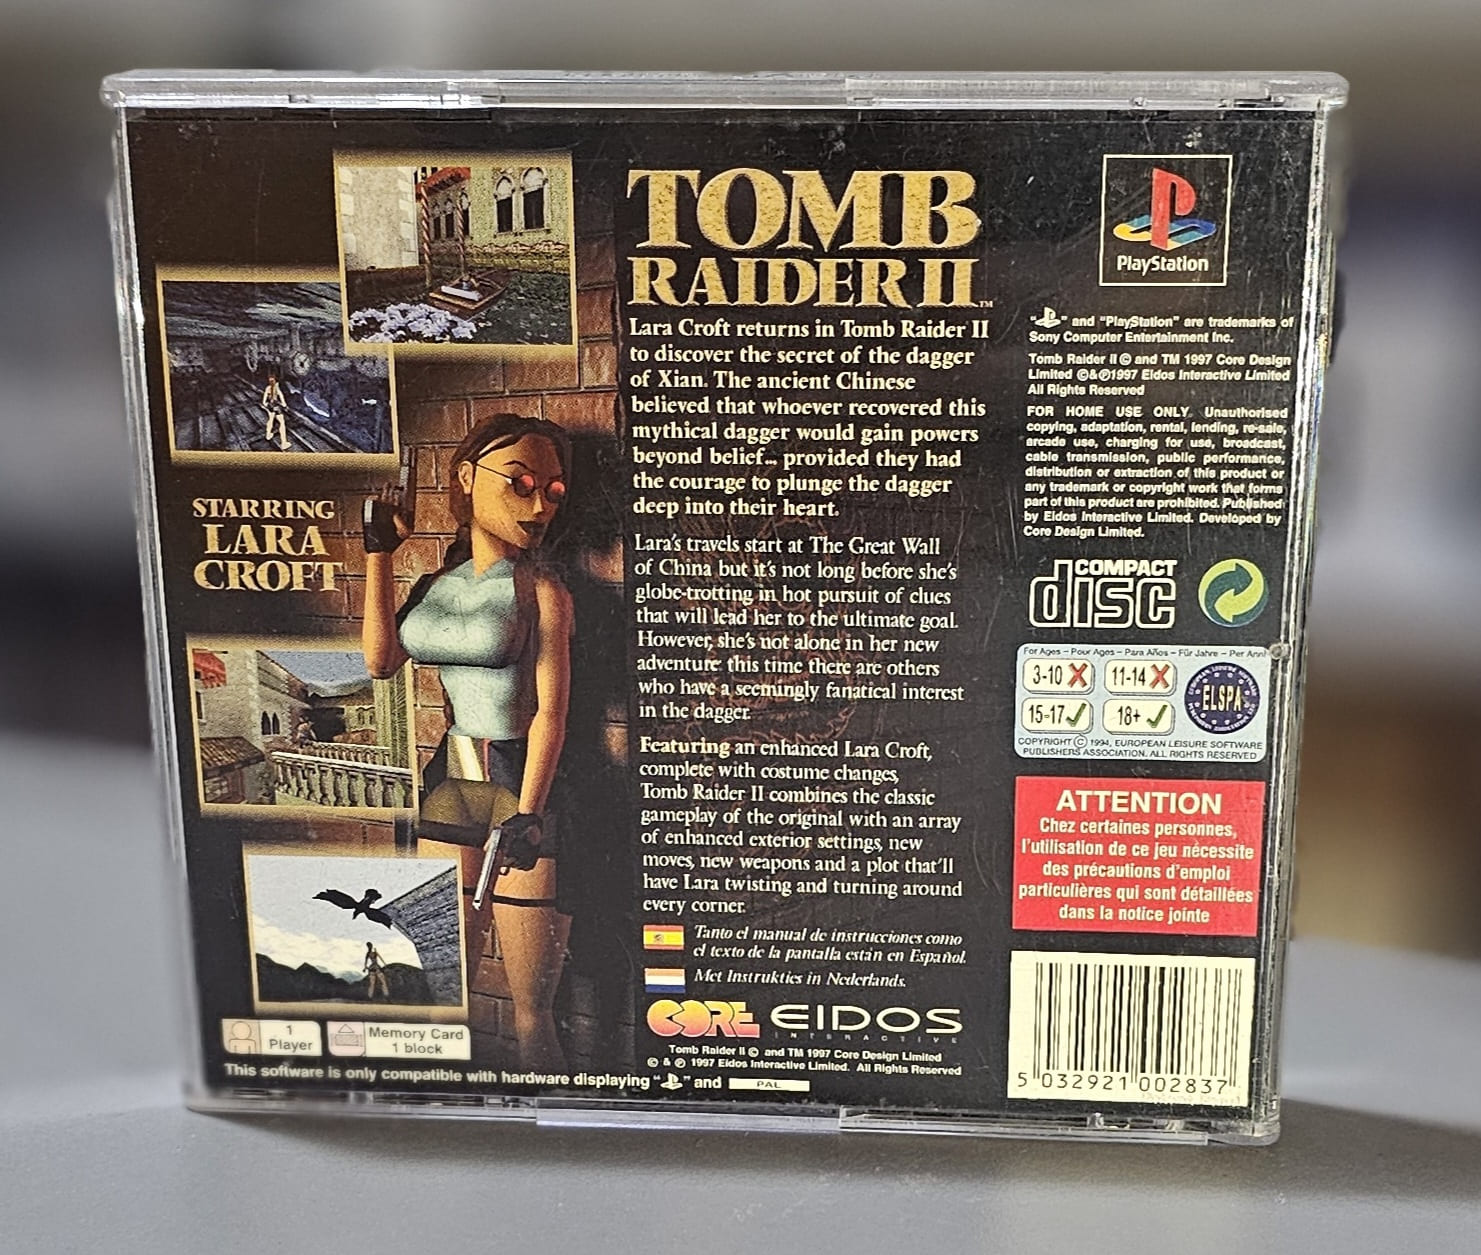 TOMB
RAIDER II™
Lara Croft returns in Tomb Raider II
to discover the secret of the dagger
of Xian. The ancient Chinese
believed that whoever recovered this
mythical dagger would gain powers
beyond belief... provided they had
the courage to plunge the dagger
deep into their heart.
Lara's travels start at The Great Wall
of China but it's not long before she's
globe-trotting in hot pursuit of clues
that will lead her to the ultimate goal.
However, she's not alone in her new
adventure this time there are others
who have a seemingly fanatical interest
in the dagger.
Featuring an enhanced Lara Croft,
complete with costume changes,
Tomb Raider II combines the classic
gameplay of the original with an array
of enhanced exterior settings, new
moves, new weapons and a plot that'll
have Lara twisting and turning around
every corner.
Tanto el manual de instrucciones como
el texto de la pantalla están en Español.
Met Instrukties in Nederlands.
CORE EIDOS
INTERACTIVE
Tomb Raider II © and TM 1997 Core Design Limited
© & ℗ 1997 Eidos Interactive Limited. All Rights Reserved
STARRING
LARA
CROFT
1
Player
Memory Card
1 block
This software is only compatible with hardware displaying " " and PAL
PlayStation
" " and "PlayStation" are trademarks of
Sony Computer Entertainment Inc.
Tomb Raider II © and TM 1997 Core Design
Limited ©&℗1997 Eidos Interactive Limited
All Rights Reserved
FOR HOME USE ONLY. Unauthorised
copying, adaptation, rental, lending, re-sale,
arcade use, charging for use, broadcast,
cable transmission, public performance,
distribution or extraction of this product or
any trademark or copyright work that forms
part of this product are prohibited. Published
by Eidos Interactive Limited. Developed by
Core Design Limited.
COMPACT
disc
For Ages – Pour Ages – Para Años – Für Jahre – Per Anni
3-10 11-14
15-17 18+
ELSPA
COPYRIGHT © 1994, EUROPEAN LEISURE SOFTWARE
PUBLISHERS ASSOCIATION. ALL RIGHTS RESERVED
ATTENTION
Chez certaines personnes,
l'utilisation de ce jeu nécessite
des précautions d'emploi
particulières qui sont détaillées
dans la notice jointe
5 032921 002837